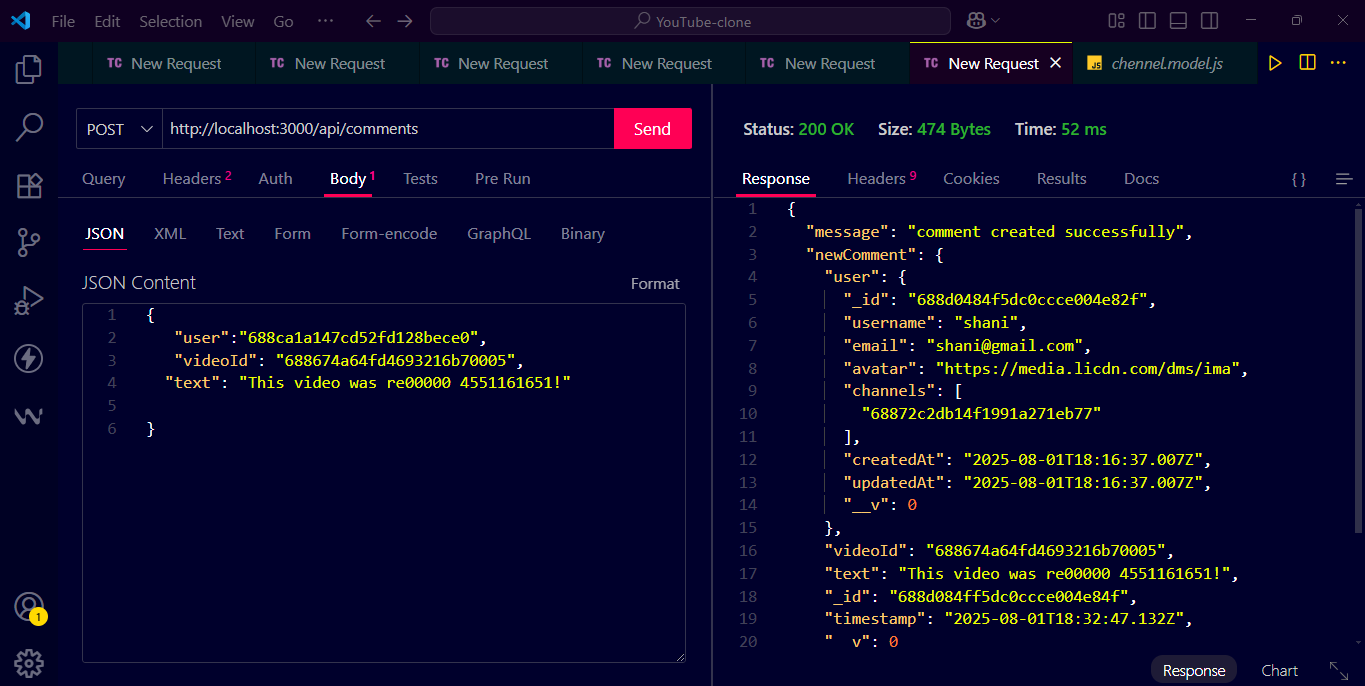 File Edit Selection View Go ··· YouTube-clone
TC New Request TC New Request TC New Request TC New Request TC New Request TC New Request JS chennel.model.js
POST http://localhost:3000/api/comments Send
Query Headers 2 Auth Body 1 Tests Pre Run
JSON XML Text Form Form-encode GraphQL Binary
JSON Content Format
1 {
2 "user":"688ca1a147cd52fd128bece0",
3 "videoId": "688674a64fd4693216b70005",
4 "text": "This video was re00000 4551161651!"
5
6 }
1
Status: 200 OK Size: 474 Bytes Time: 52 ms
Response Headers 9 Cookies Results Docs { }
1 {
2 "message": "comment created successfully",
3 "newComment": {
4 "user": {
5 "_id": "688d0484f5dc0ccce004e82f",
6 "username": "shani",
7 "email": "shani@gmail.com",
8 "avatar": "https://media.licdn.com/dms/ima",
9 "channels": [
10 "68872c2db14f1991a271eb77"
11 ],
12 "createdAt": "2025-08-01T18:16:37.007Z",
13 "updatedAt": "2025-08-01T18:16:37.007Z",
14 "__v": 0
15 },
16 "videoId": "688674a64fd4693216b70005",
17 "text": "This video was re00000 4551161651!",
18 "_id": "688d084ff5dc0ccce004e84f",
19 "timestamp": "2025-08-01T18:32:47.132Z",
20 "__v": 0
Response Chart